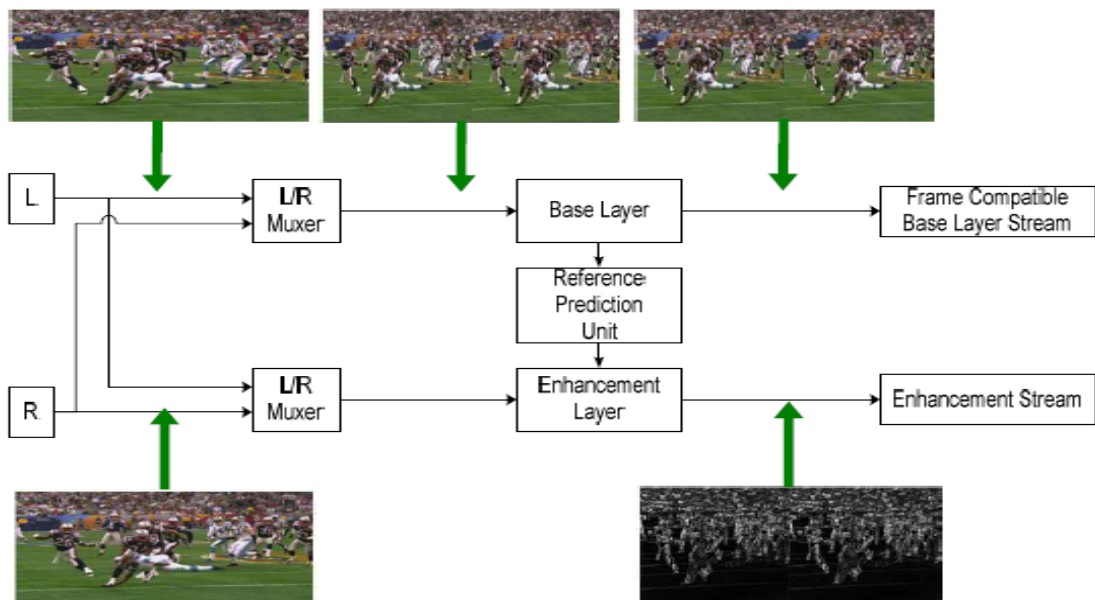 L
L/R
Muxer
Base Layer
Frame Compatible
Base Layer Stream
Reference
Prediction
Unit
R
L/R
Muxer
Enhancement
Layer
Enhancement Stream